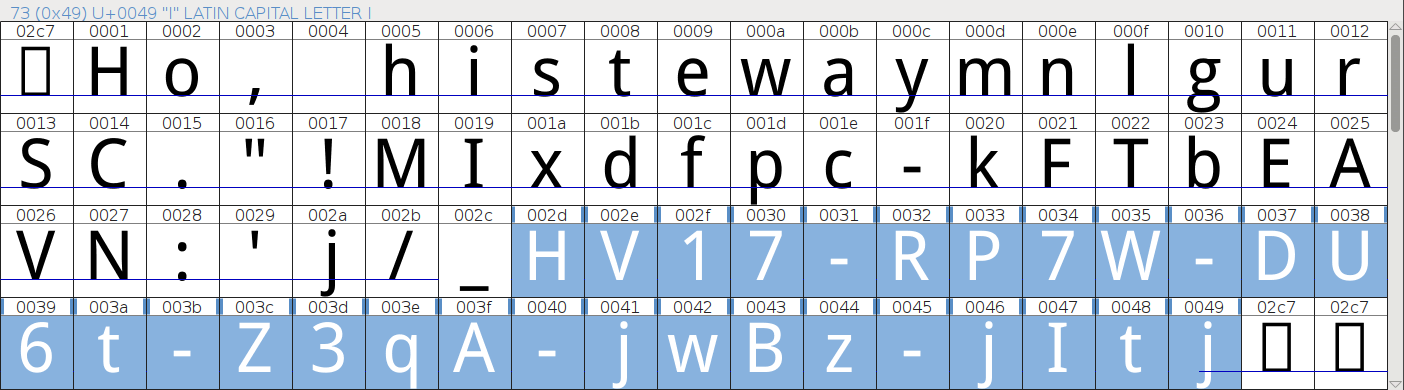 73 (0x49) U+0049 "I" LATIN CAPITAL LETTER I
02c7 0001 0002 0003 0004 0005 0006 0007 0008 0009 000a 000b 000c 000d 000e 000f 0010 0011 0012
H o , h i s t e w a y m n l g u r
0013 0014 0015 0016 0017 0018 0019 001a 001b 001c 001d 001e 001f 0020 0021 0022 0023 0024 0025
S C . " ! M I x d f p c - k F T b E A
0026 0027 0028 0029 002a 002b 002c 002d 002e 002f 0030 0031 0032 0033 0034 0035 0036 0037 0038
V N : ' j / _ H V 1 7 - R P 7 W - D U
0039 003a 003b 003c 003d 003e 003f 0040 0041 0042 0043 0044 0045 0046 0047 0048 0049 02c7 02c7
6 t - Z 3 q A - j w B z - j I t j